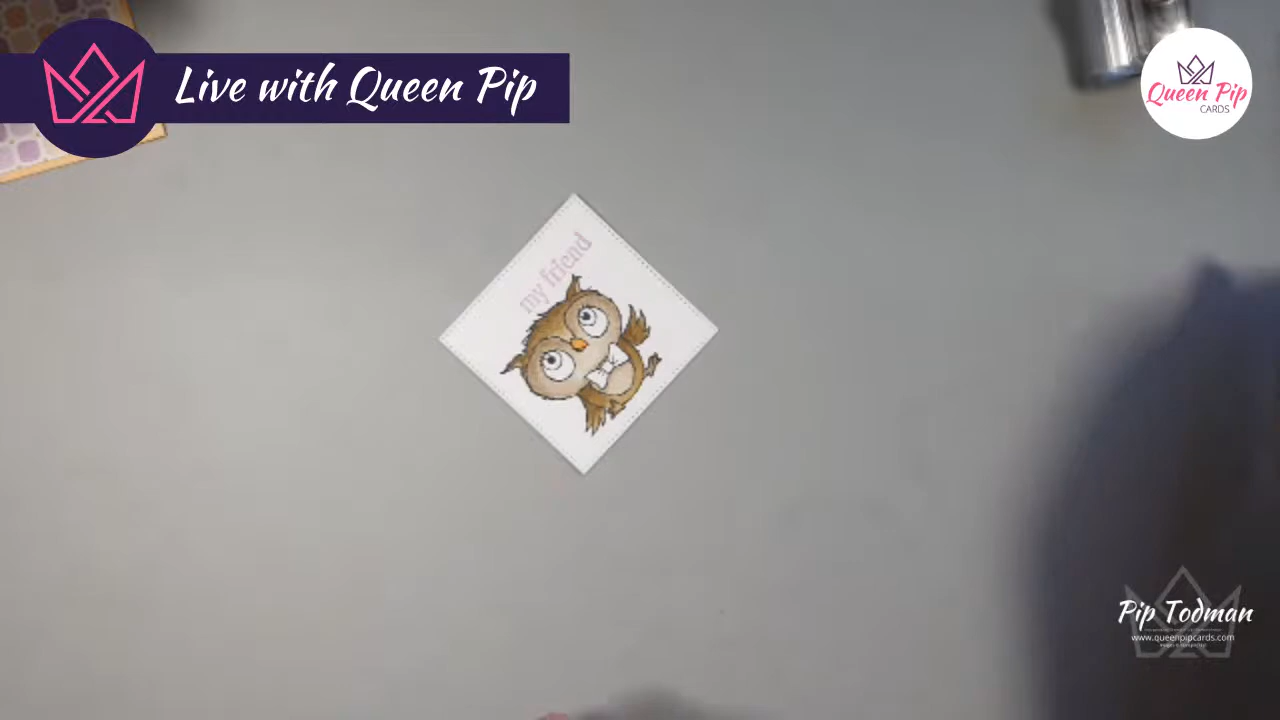 Live with Queen Pip
Queen Pip
CARDS
my friend
Pip Todman
www.queenpipcards.com